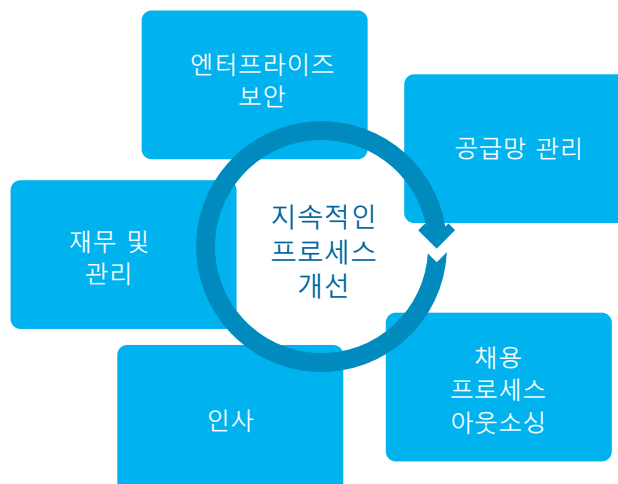 엔터프라이즈
보안
공급망 관리
지속적인
프로세스
개선
재무 및
관리
채용
프로세스
아웃소싱
인사